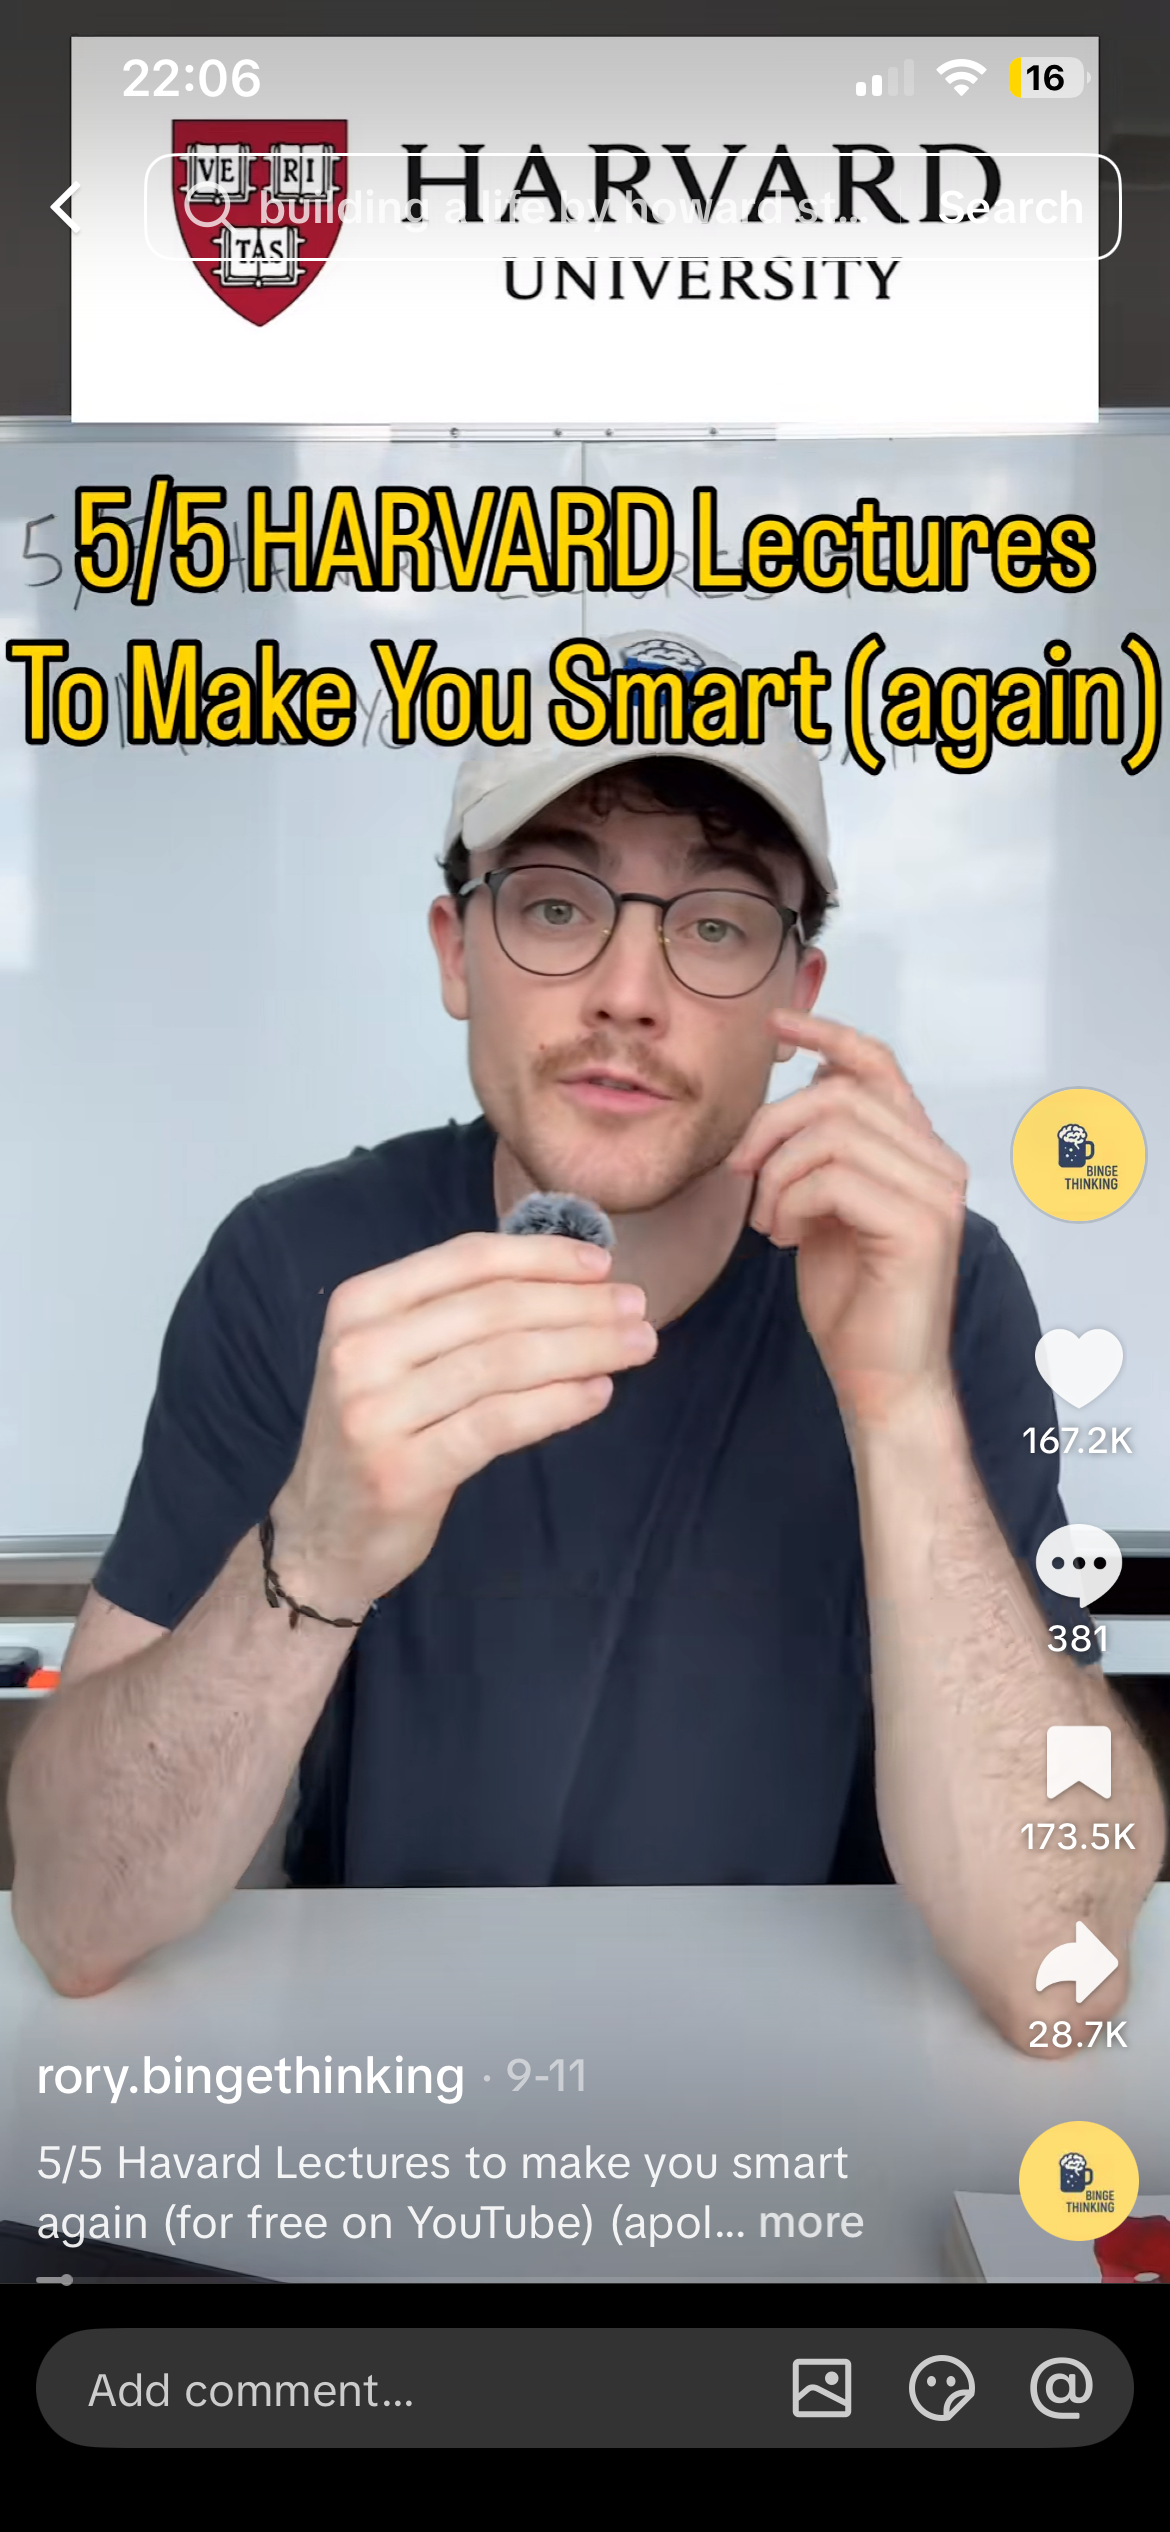 22:06
16
VE RI
TAS
HARVARD
UNIVERSITY
building a life by howard st...
Search
5/5 HARVARD Lectures
To Make You Smart (again)
BINGE
THINKING
167.2K
381
173.5K
28.7K
rory.bingethinking · 9-11
5/5 Havard Lectures to make you smart
again (for free on YouTube) (apol... more
BINGE
THINKING
Add comment...